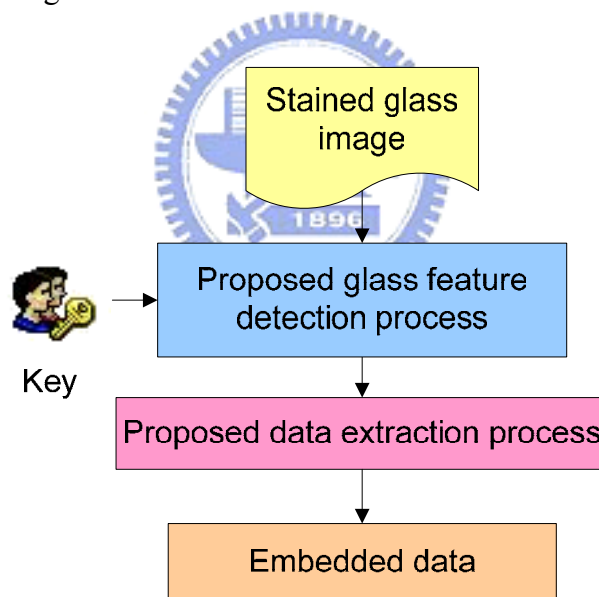 Stained glass
image
1896
Proposed glass feature
detection process
Key
Proposed data extraction process
Embedded data